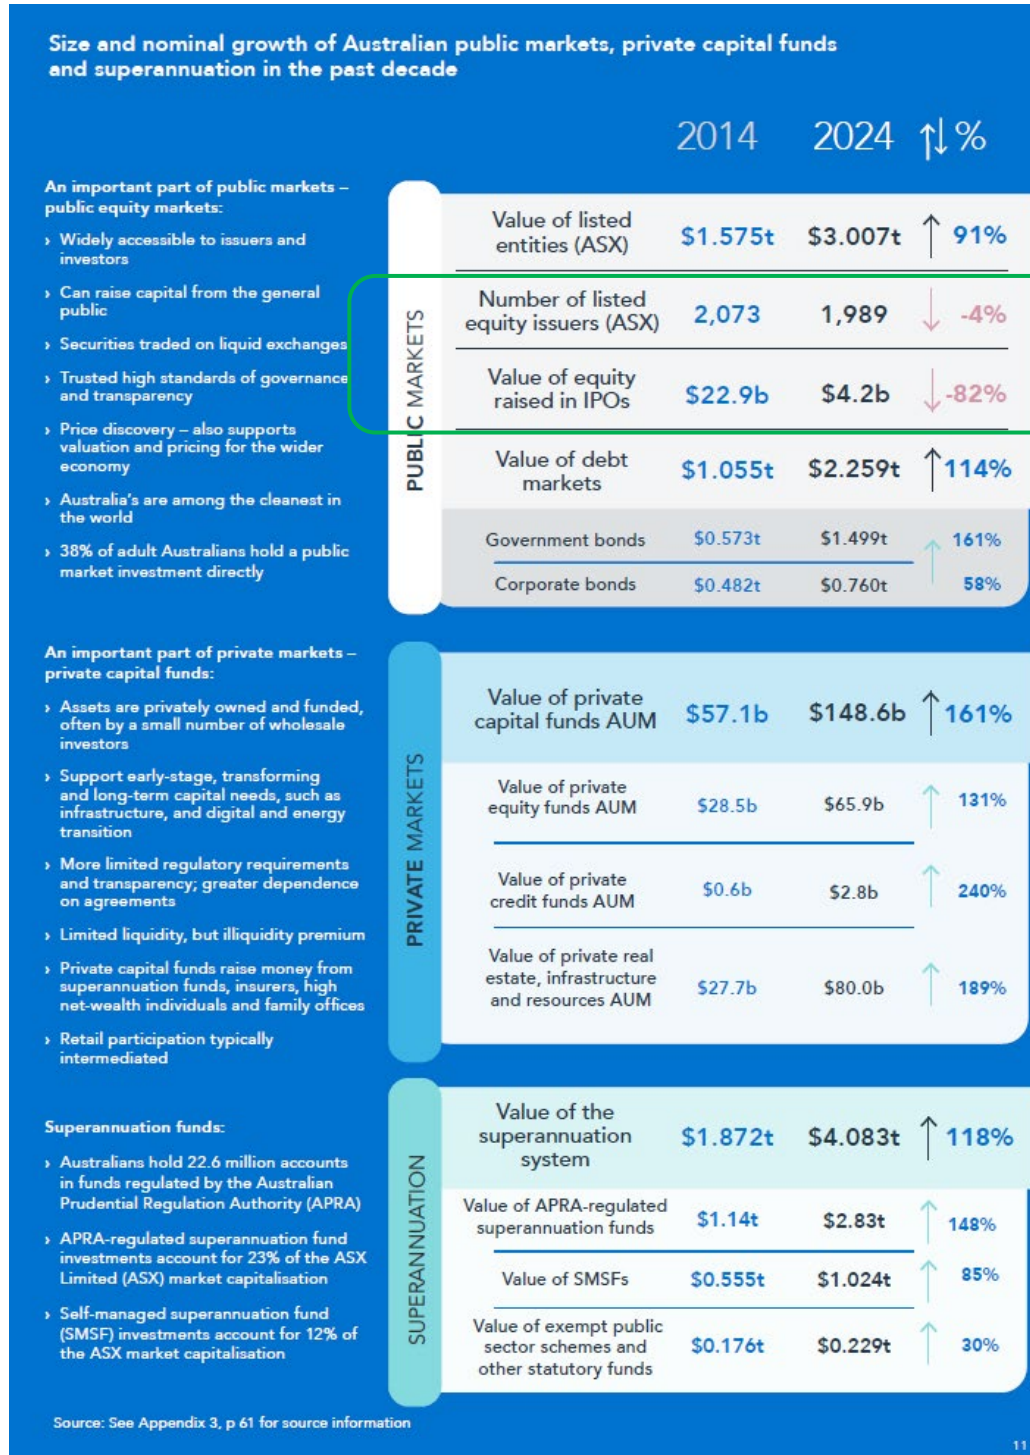 Size and nominal growth of Australian public markets, private capital funds
and superannuation in the past decade
2014 2024 ↑↓%
An important part of public markets –
public equity markets:
› Widely accessible to issuers and
investors
› Can raise capital from the general
public
› Securities traded on liquid exchanges
› Trusted high standards of governance
and transparency
› Price discovery – also supports
valuation and pricing for the wider
economy
› Australia's are among the cleanest in
the world
› 38% of adult Australians hold a public
market investment directly
PUBLIC MARKETS
Value of listed
entities (ASX) $1.575t $3.007t ↑ 91%
Number of listed
equity issuers (ASX) 2,073 1,989 ↓ -4%
Value of equity
raised in IPOs $22.9b $4.2b ↓ -82%
Value of debt
markets $1.055t $2.259t ↑ 114%
Government bonds $0.573t $1.499t ↑ 161%
Corporate bonds $0.482t $0.760t 58%
An important part of private markets –
private capital funds:
› Assets are privately owned and funded,
often by a small number of wholesale
investors
› Support early-stage, transforming
and long-term capital needs, such as
infrastructure, and digital and energy
transition
› More limited regulatory requirements
and transparency; greater dependence
on agreements
› Limited liquidity, but illiquidity premium
› Private capital funds raise money from
superannuation funds, insurers, high
net-wealth individuals and family offices
› Retail participation typically
intermediated
PRIVATE MARKETS
Value of private
capital funds AUM $57.1b $148.6b ↑ 161%
Value of private
equity funds AUM $28.5b $65.9b ↑ 131%
Value of private
credit funds AUM $0.6b $2.8b ↑ 240%
Value of private real
estate, infrastructure
and resources AUM $27.7b $80.0b ↑ 189%
Superannuation funds:
› Australians hold 22.6 million accounts
in funds regulated by the Australian
Prudential Regulation Authority (APRA)
› APRA-regulated superannuation fund
investments account for 23% of the ASX
Limited (ASX) market capitalisation
› Self-managed superannuation fund
(SMSF) investments account for 12% of
the ASX market capitalisation
SUPERANNUATION
Value of the
superannuation
system $1.872t $4.083t ↑ 118%
Value of APRA-regulated
superannuation funds $1.14t $2.83t ↑ 148%
Value of SMSFs $0.555t $1.024t ↑ 85%
Value of exempt public
sector schemes and
other statutory funds $0.176t $0.229t ↑ 30%
Source: See Appendix 3, p 61 for source information
11